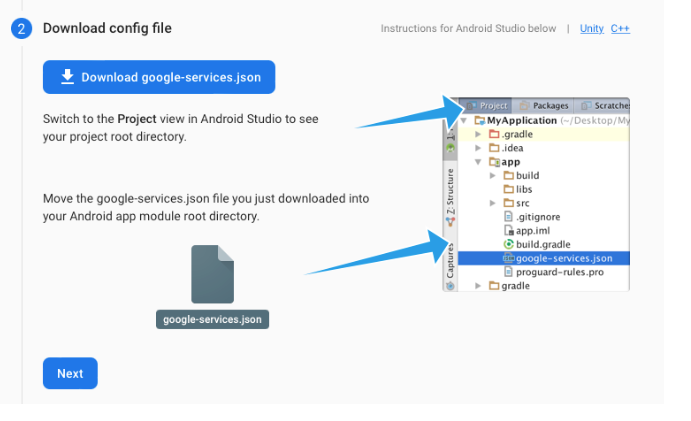 2 Download config file
Instructions for Android Studio below | Unity C++
Download google-services.json
Switch to the Project view in Android Studio to see
your project root directory.
Move the google-services.json file you just downloaded into
your Android app module root directory.
google-services.json
Next
Project Packages Scratches
MyApplication (~/Desktop/My
.gradle
.idea
app
build
libs
src
.gitignore
app.iml
build.gradle
google-services.json
proguard-rules.pro
gradle
Z: Structure
Captures